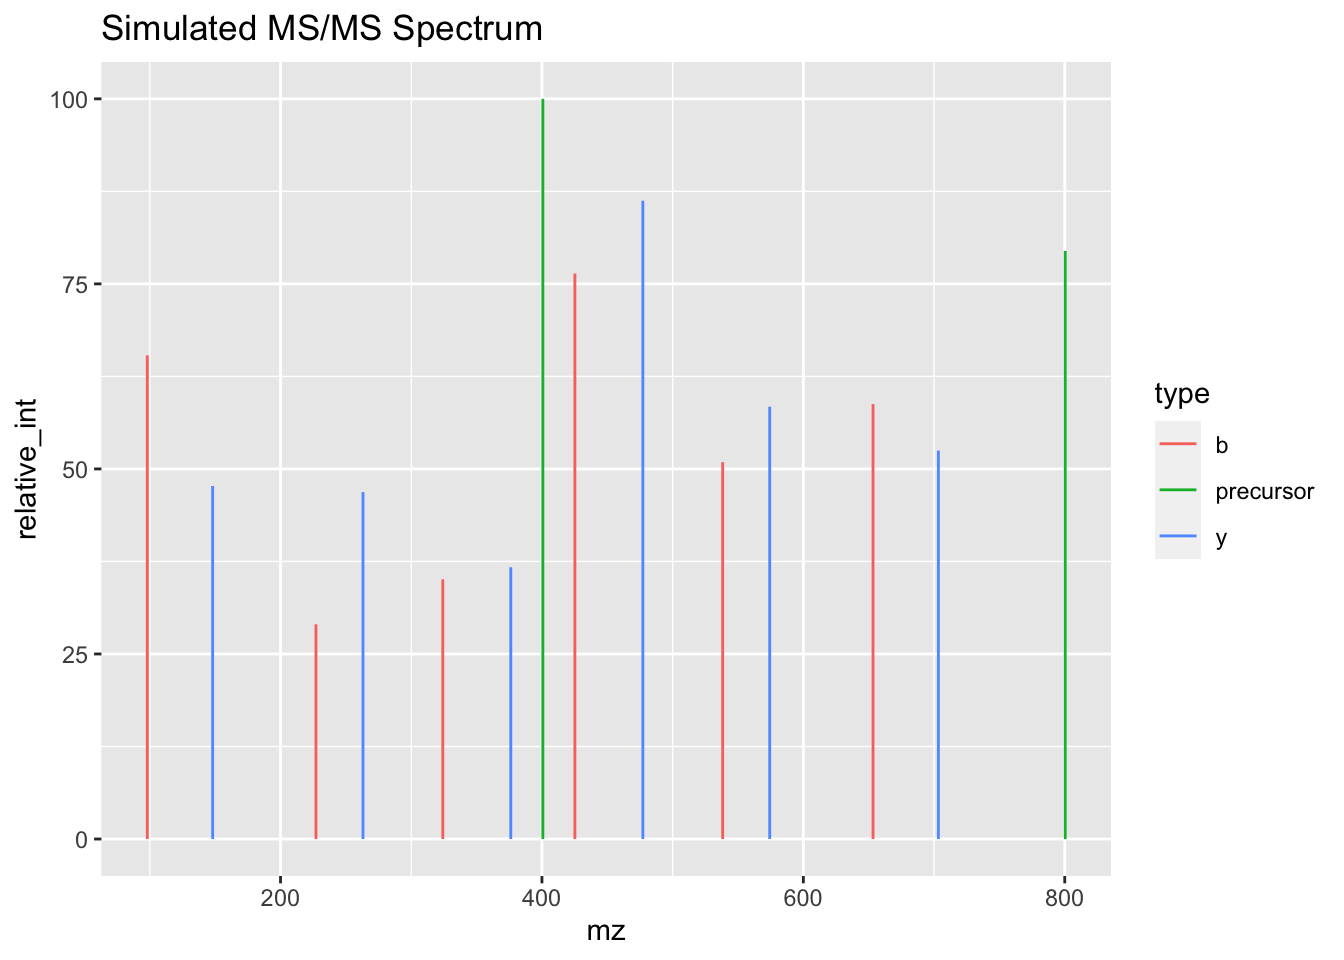 Simulated MS/MS Spectrum
100
75
50
25
0
relative_int
200
400
600
800
mz
type
b
precursor
y